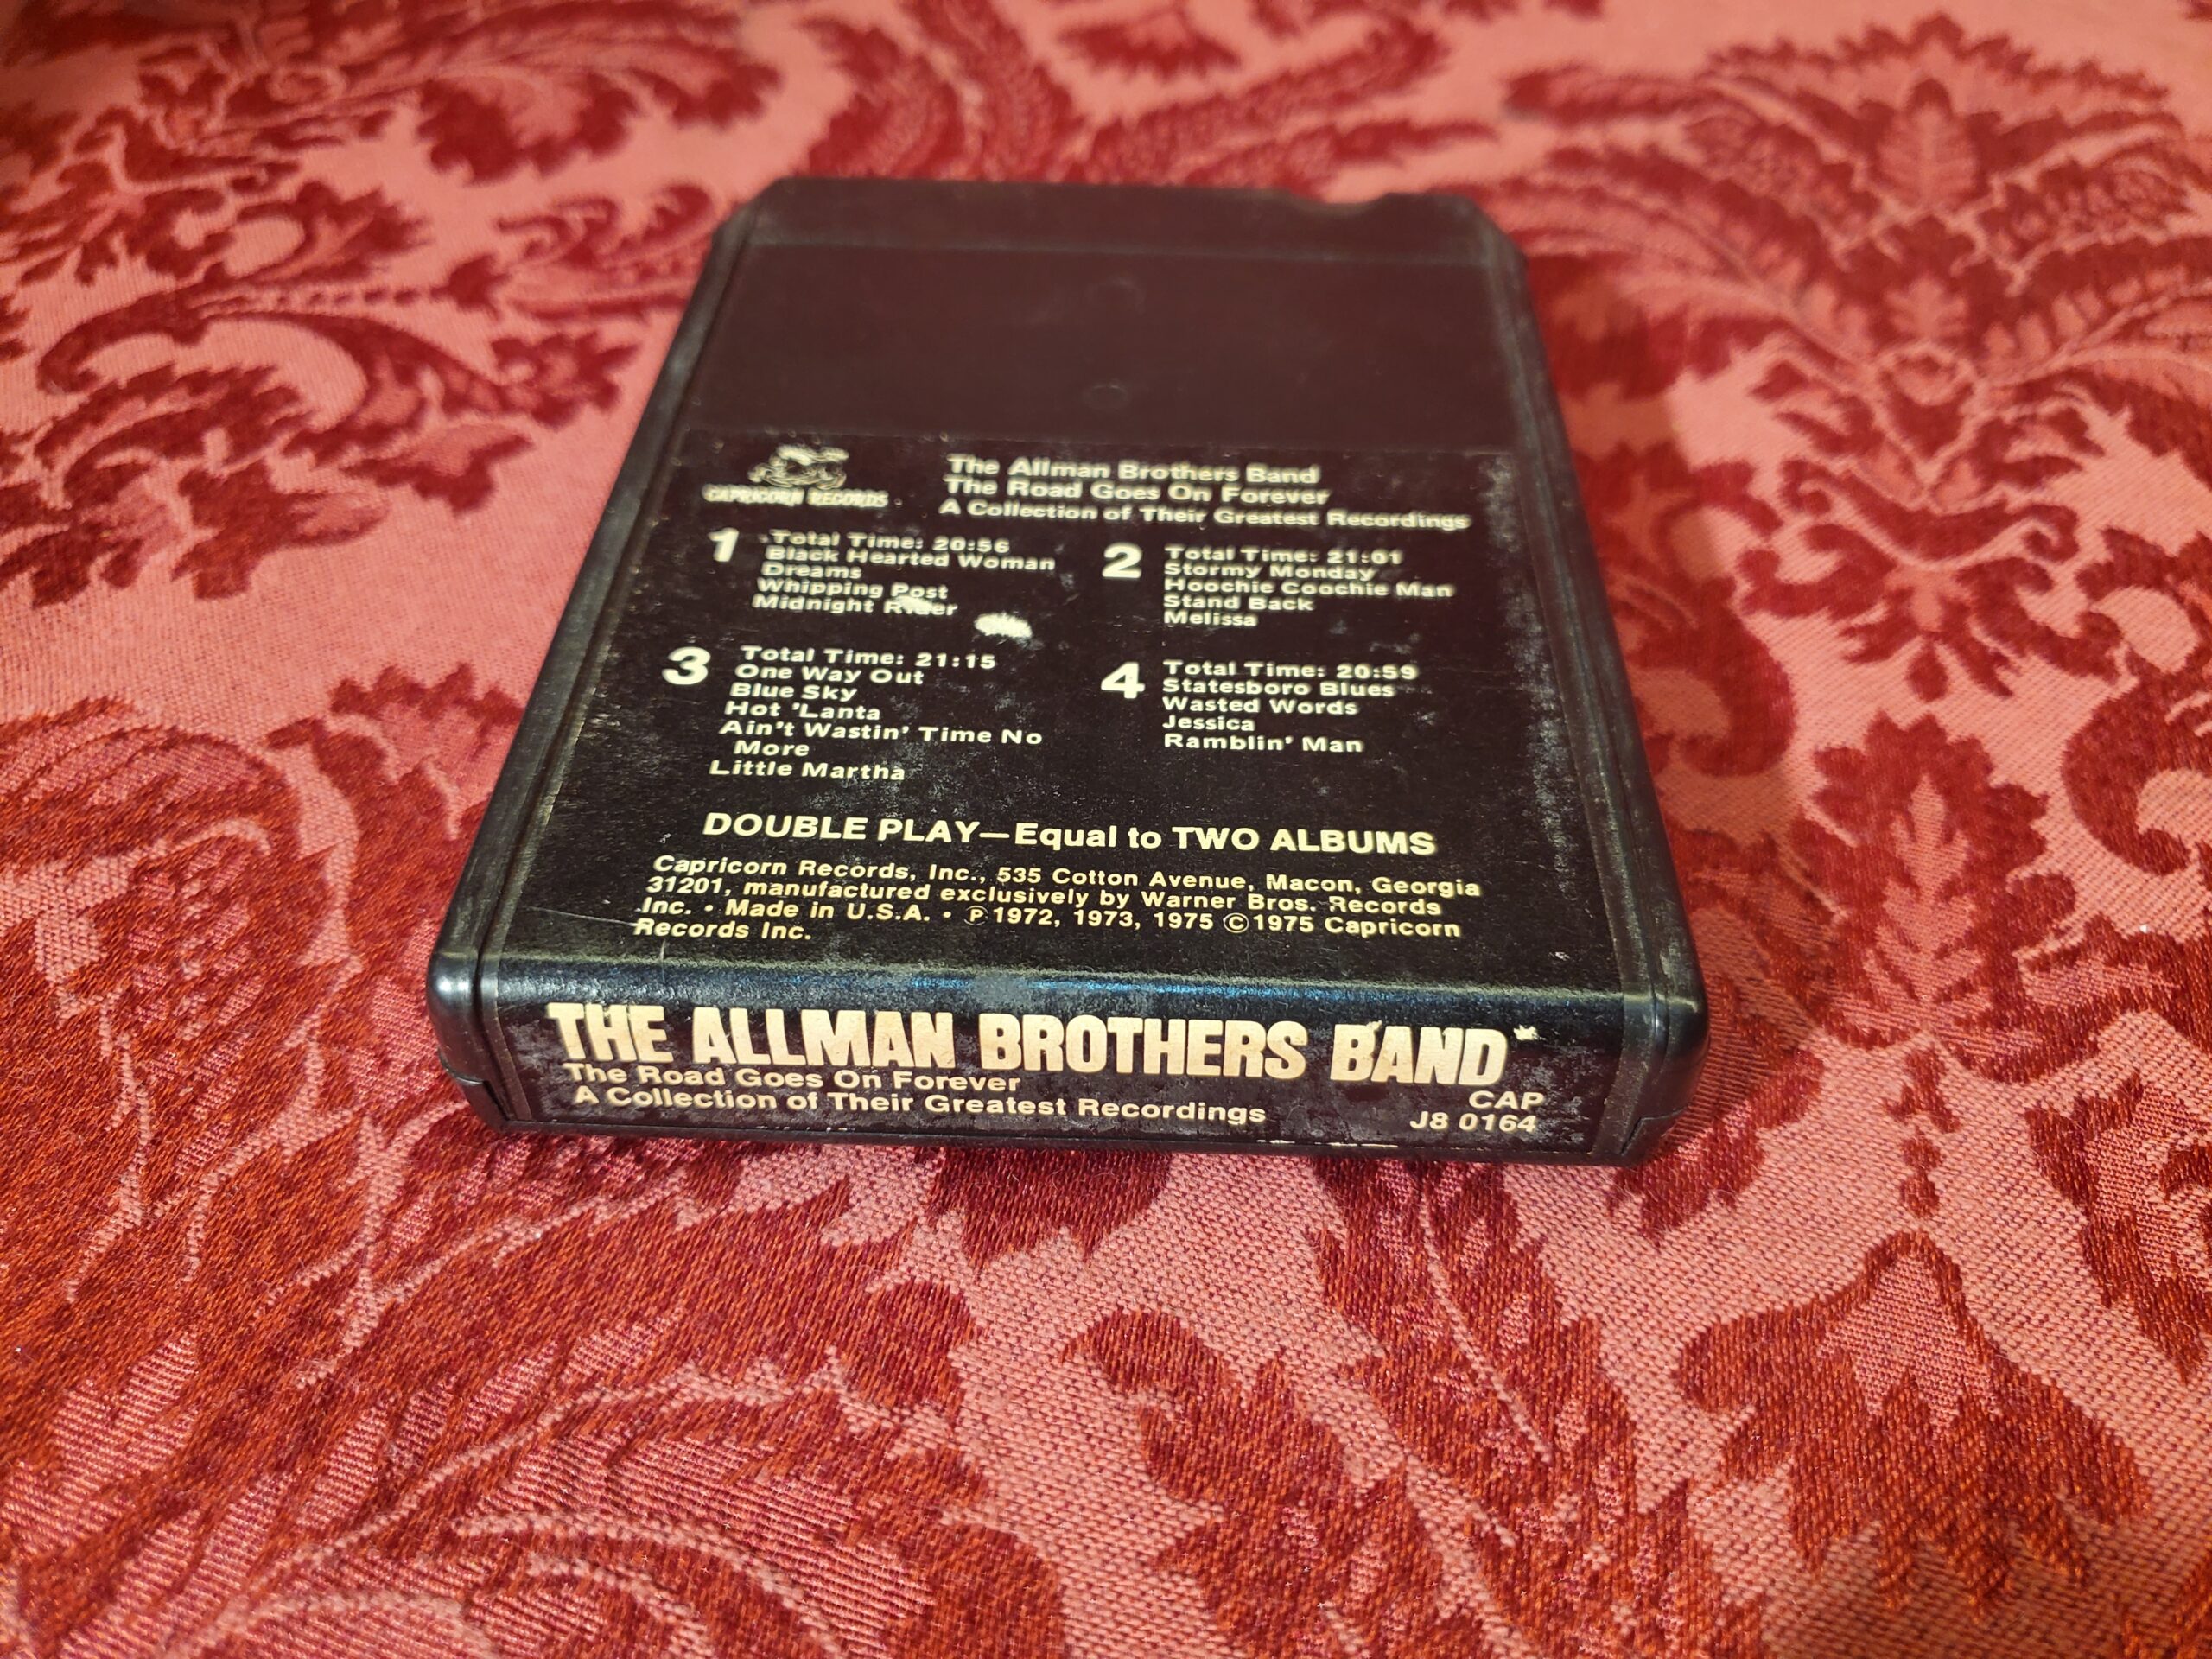 CAPRICORN RECORDS
The Allman Brothers Band
The Road Goes On Forever
A Collection of Their Greatest Recordings
1
Total Time: 20:56
Black Hearted Woman
Dreams
Whipping Post
Midnight Rider
2
Total Time: 21:01
Stormy Monday
Hoochie Coochie Man
Stand Back
Melissa
3
Total Time: 21:15
One Way Out
Blue Sky
Hot 'Lanta
Ain't Wastin' Time No
More
Little Martha
4
Total Time: 20:59
Statesboro Blues
Wasted Words
Jessica
Ramblin' Man
DOUBLE PLAY—Equal to TWO ALBUMS
Capricorn Records, Inc., 535 Cotton Avenue, Macon, Georgia
31201, manufactured exclusively by Warner Bros. Records
Inc. • Made in U.S.A. • ℗1972, 1973, 1975 ©1975 Capricorn
Records Inc.
THE ALLMAN BROTHERS BAND
The Road Goes On Forever
A Collection of Their Greatest Recordings
CAP
J8 0164